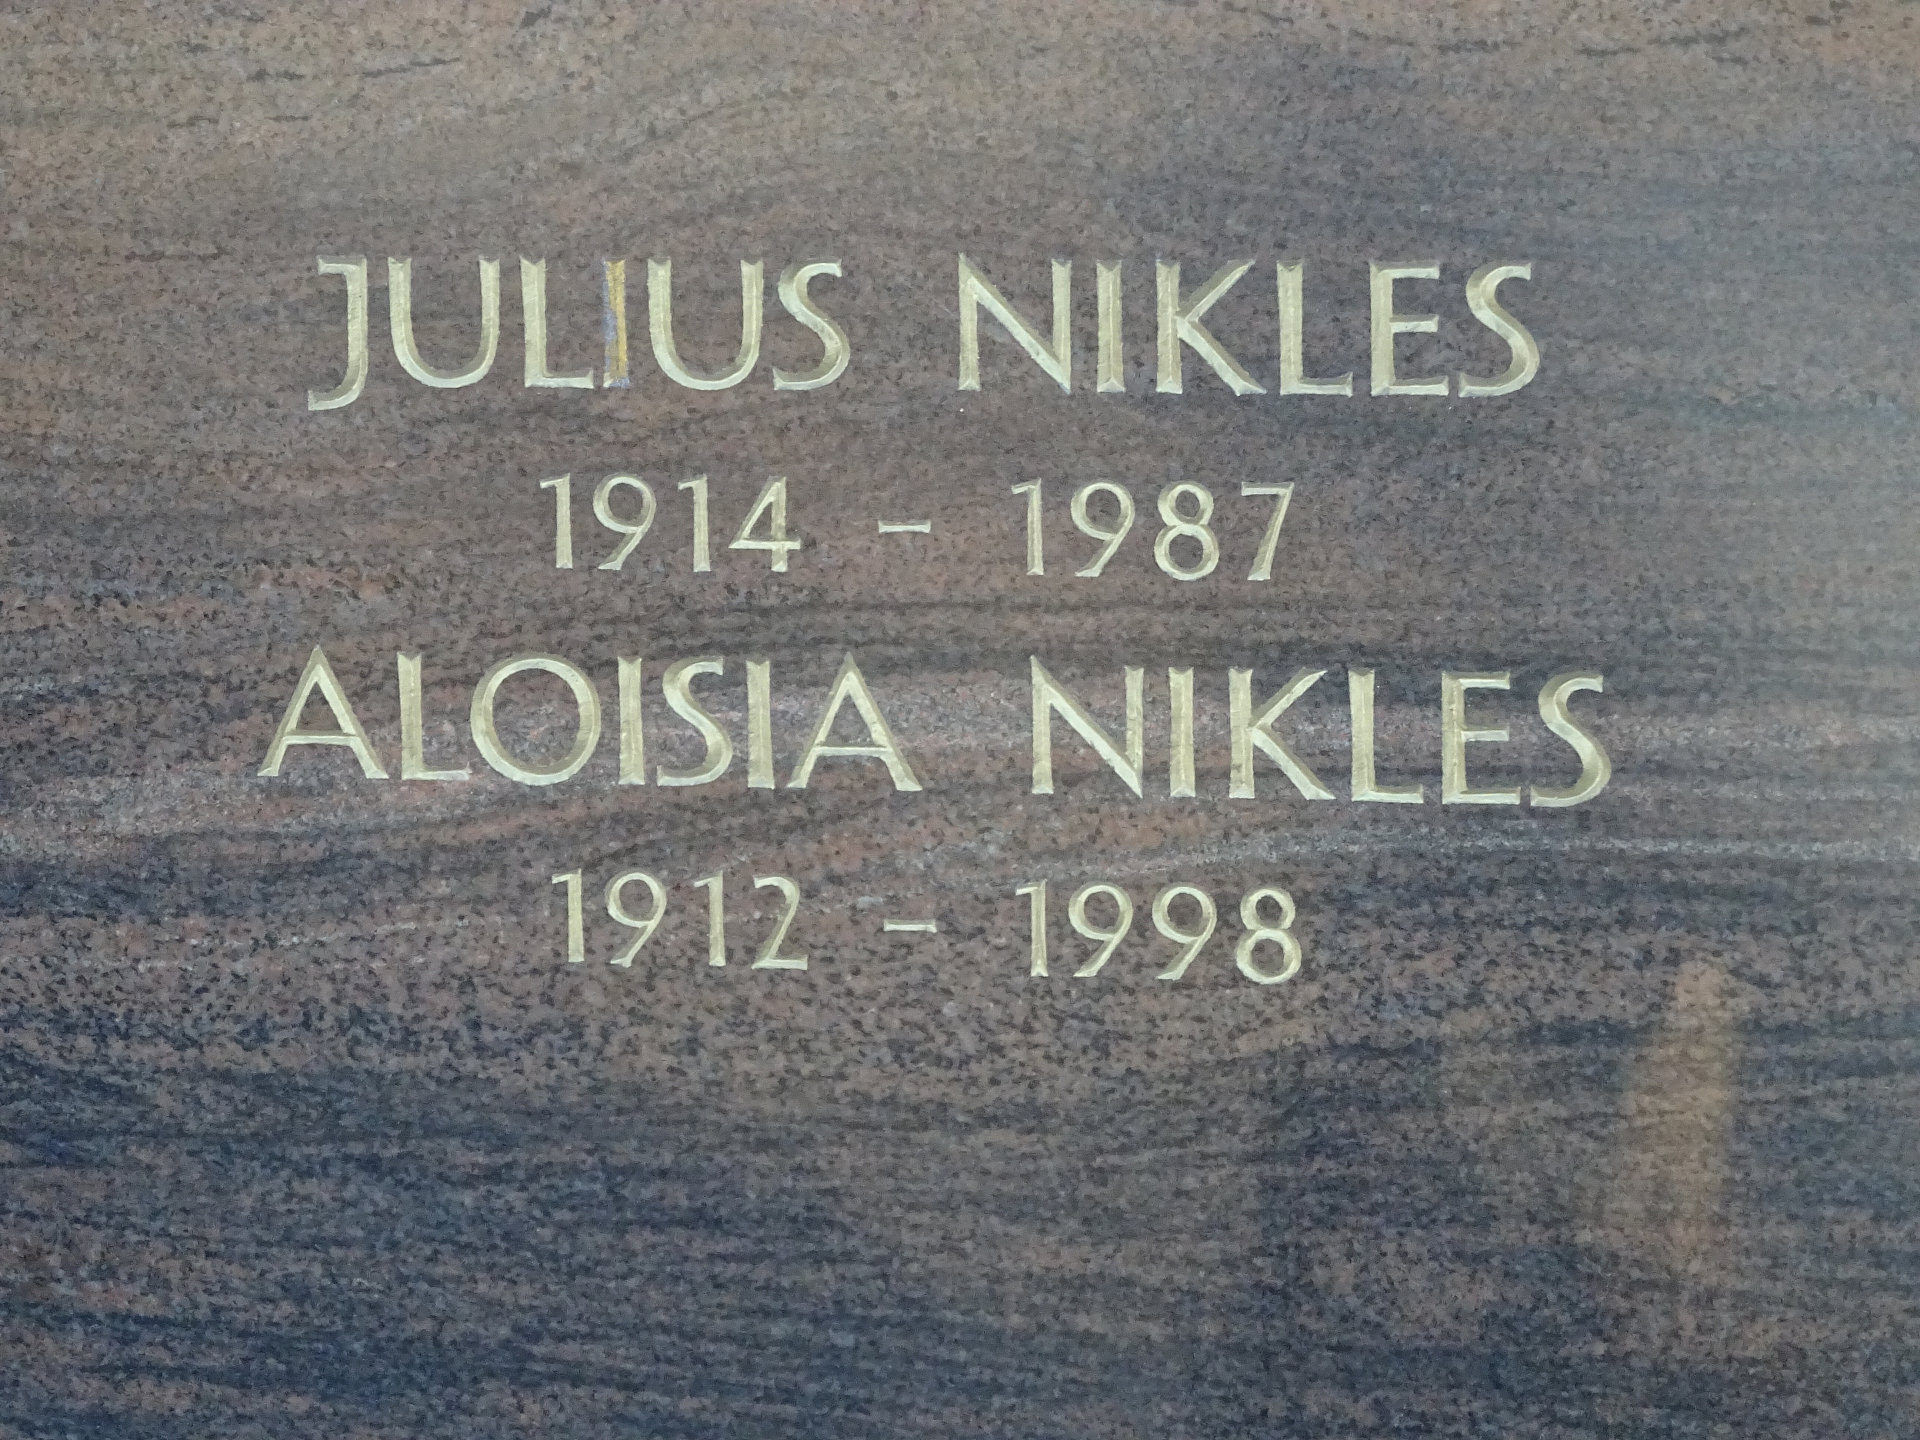 JULIUS NIKLES
1914 – 1987
ALOISIA NIKLES
1912 – 1998